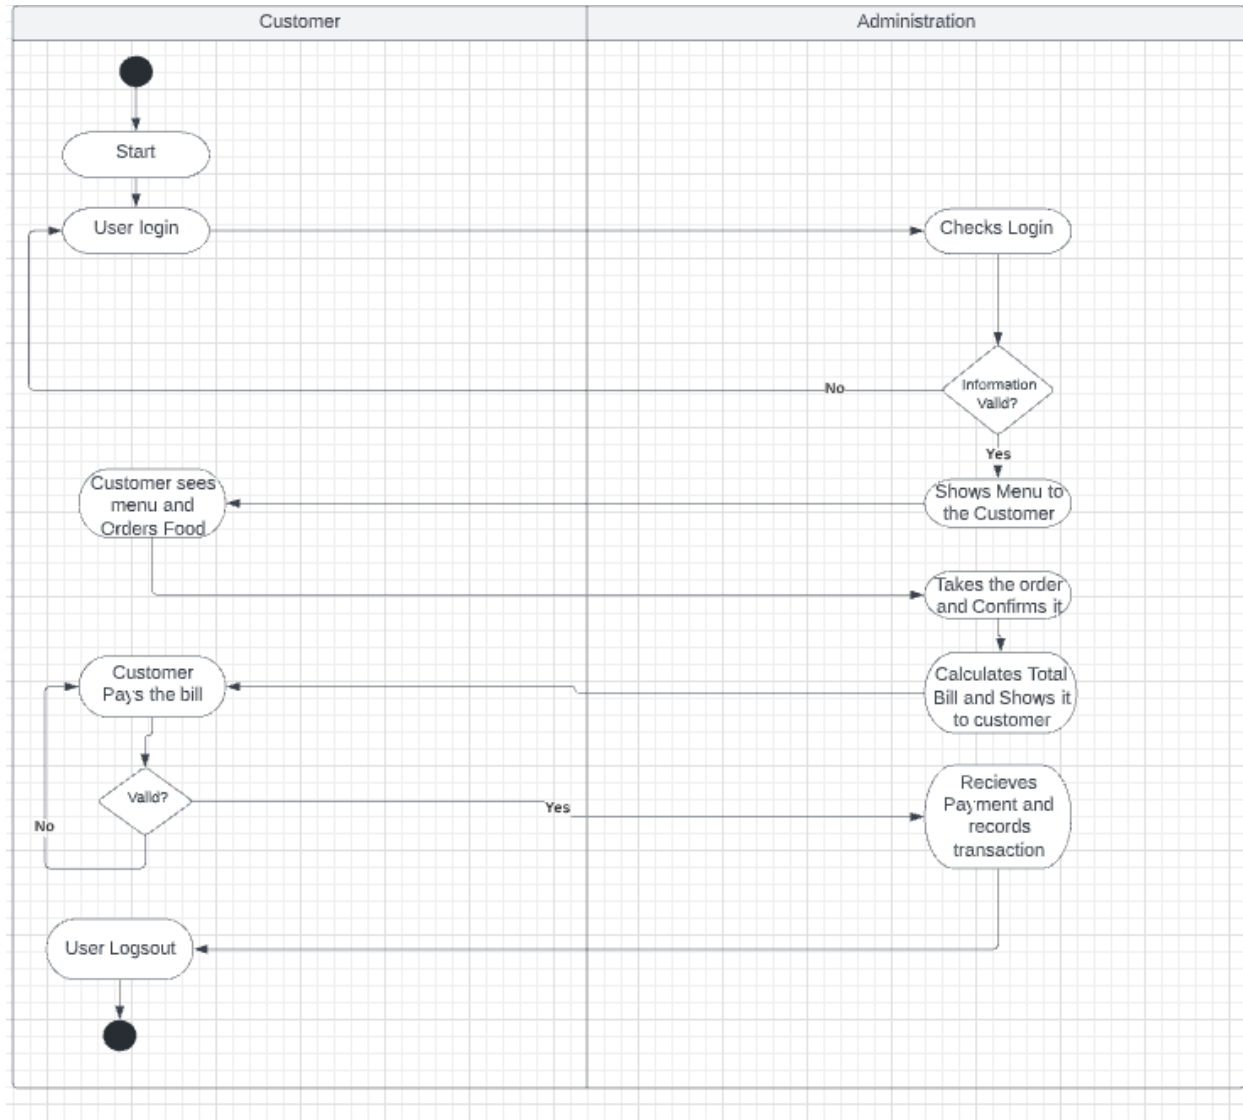 Customer
Administration
Start
User login
Checks Login
Information
Valid?
No
Yes
Customer sees
menu and
Orders Food
Shows Menu to
the Customer
Takes the order
and Confirms it
Customer
Pays the bill
Calculates Total
Bill and Shows it
to customer
Valid?
Yes
No
Recieves
Payment and
records
transaction
User Logsout